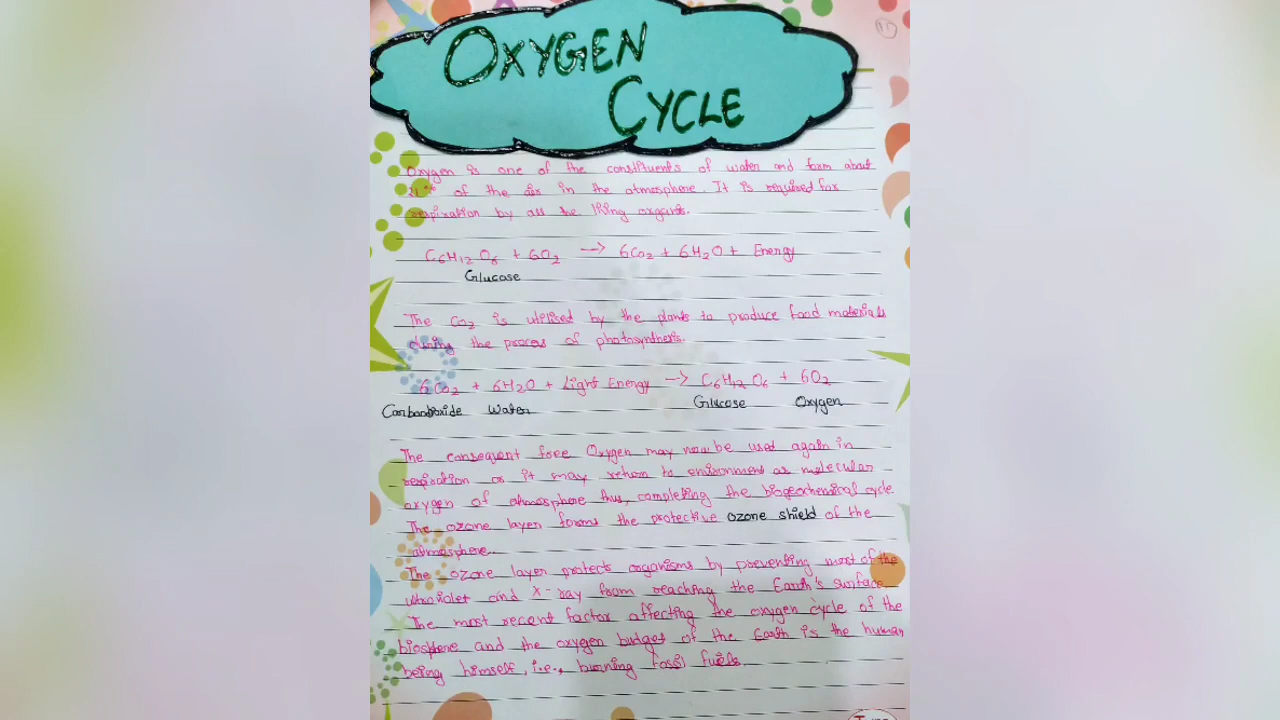 OXYGEN
CYCLE
Oxygen is one of the constituents of water and form about
21% of the air in the atmosphere. It is required for
respiration by all the living organis.
C6H12O6 + 6O2 → 6CO2 + 6H2O + Energy
Glucose
The CO2 is utilised by the plants to produce food materials
during the process of photosynthesis.
6CO2 + 6H2O + Light Energy → C6H12O6 + 6O2
Carbondioxide Water Glucose Oxygen
The consequent free Oxygen may now be used again in
respiration or it may return to environment as molecular
oxygen of atmosphere thus, completing the biogeochemical cycle
The ozone layer forms the protective ozone shield of the
atmosphere.
The ozone layer protects organisms by preventing most of the
ultraviolet and X-ray from reaching the Earth's surface
The most recent factor affecting the oxygen cycle of the
biosphere and the oxygen budget of the Earth is the human
being himself, i.e., burning fossil fuels.